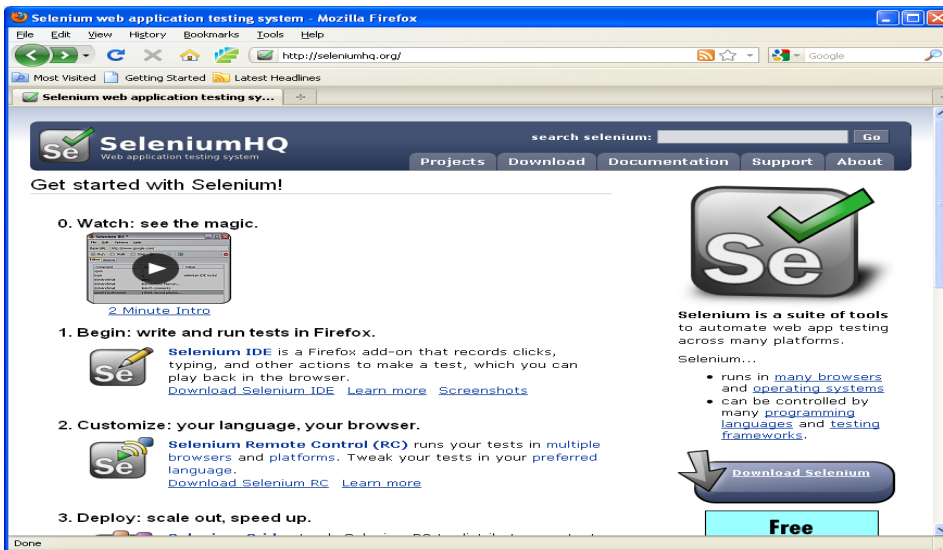 Selenium web application testing system - Mozilla Firefox
File Edit View History Bookmarks Tools Help
http://seleniumhq.org/
Google
Most Visited Getting Started Latest Headlines
Selenium web application testing sy...
Se SeleniumHQ
Web application testing system
search selenium: Go
Projects Download Documentation Support About
Get started with Selenium!
0. Watch: see the magic.
2 Minute Intro
1. Begin: write and run tests in Firefox.
Se
Selenium IDE is a Firefox add-on that records clicks,
typing, and other actions to make a test, which you can
play back in the browser.
Download Selenium IDE Learn more Screenshots
2. Customize: your language, your browser.
Se
Selenium Remote Control (RC) runs your tests in multiple
browsers and platforms. Tweak your tests in your preferred
language.
Download Selenium RC Learn more
3. Deploy: scale out, speed up.
Se
Selenium is a suite of tools
to automate web app testing
across many platforms.
Selenium...
runs in many browsers
and operating systems
can be controlled by
many programming
languages and testing
frameworks.
Download Selenium
Free
Done